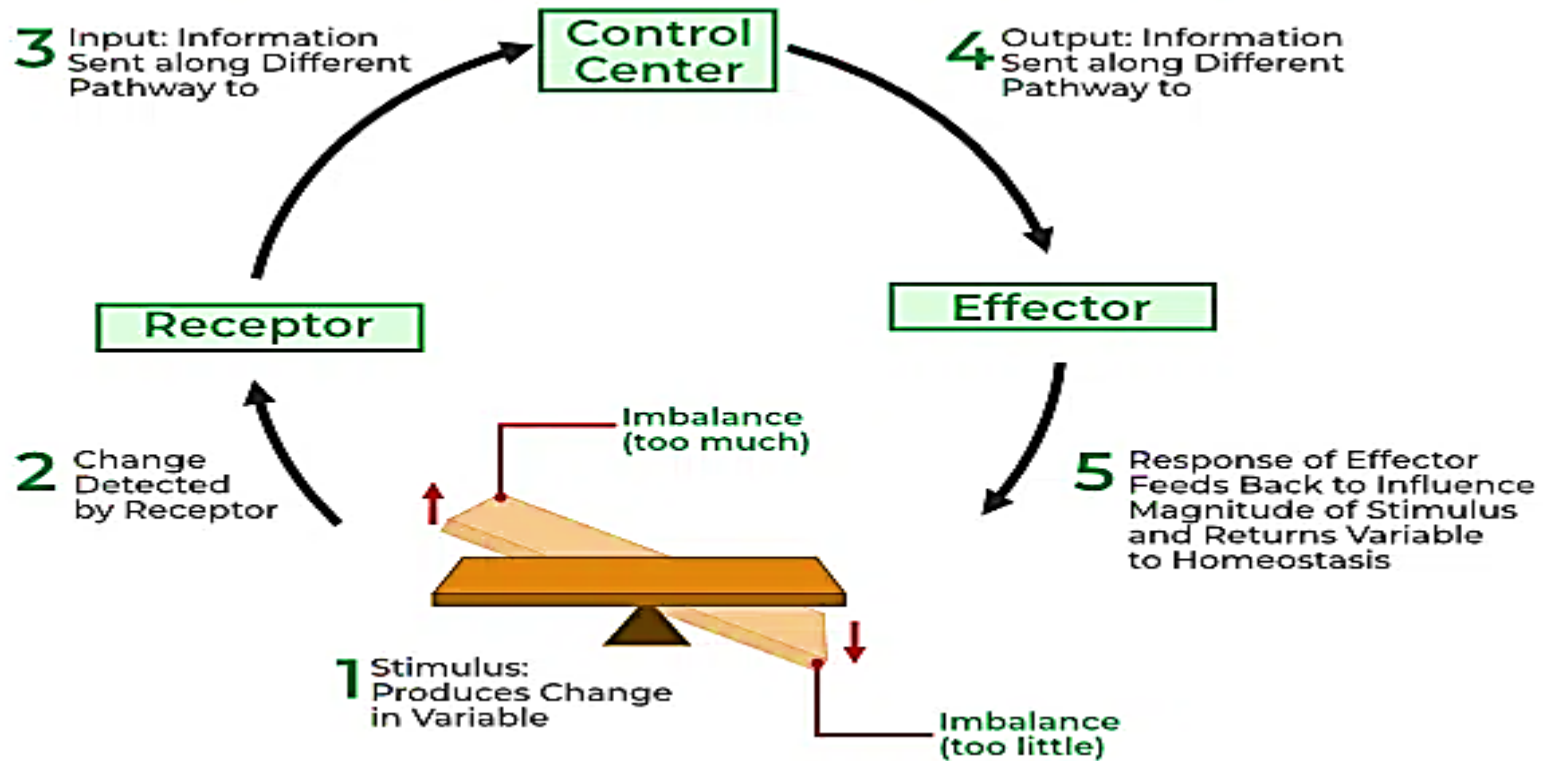 3
Input: Information
Sent along Different
Pathway to
Control
Center
4
Output: Information
Sent along Different
Pathway to
Receptor
Effector
2
Change
Detected
by Receptor
Imbalance
(too much)
5
Response of Effector
Feeds Back to Influence
Magnitude of Stimulus
and Returns Variable
to Homeostasis
1
Stimulus:
Produces Change
in Variable
Imbalance
(too little)